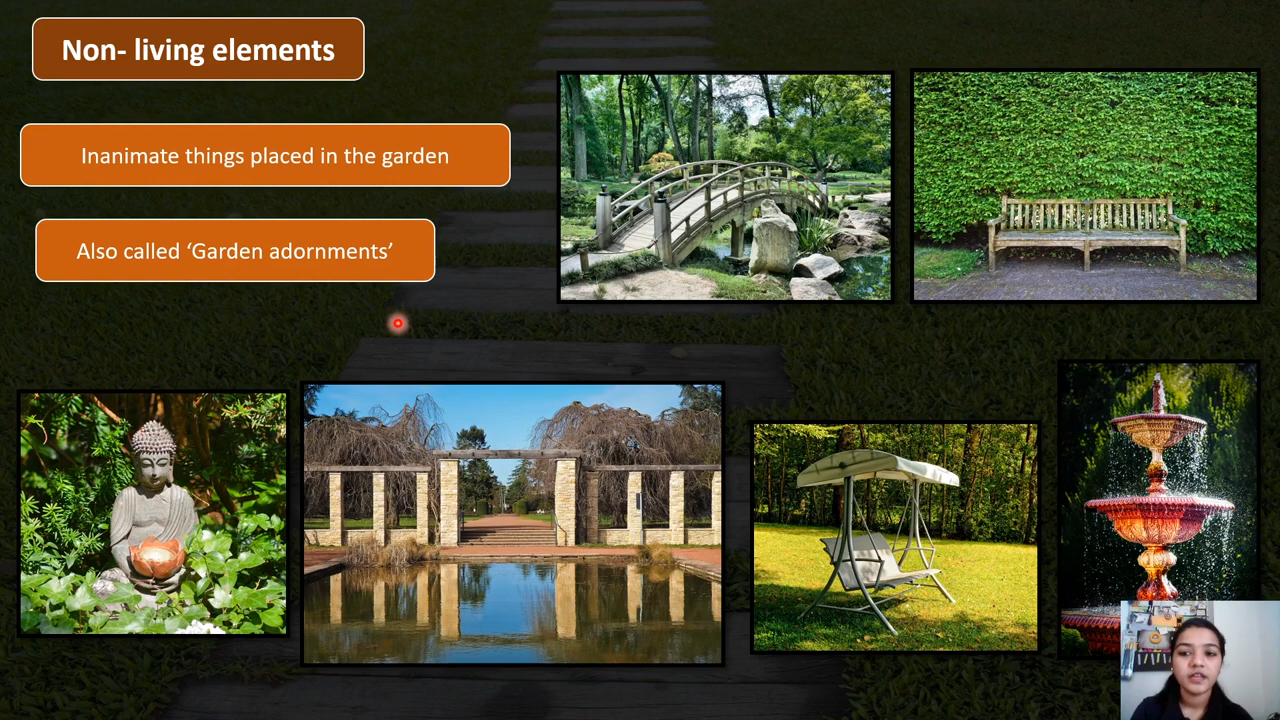 Non- living elements
Inanimate things placed in the garden
Also called ‘Garden adornments’